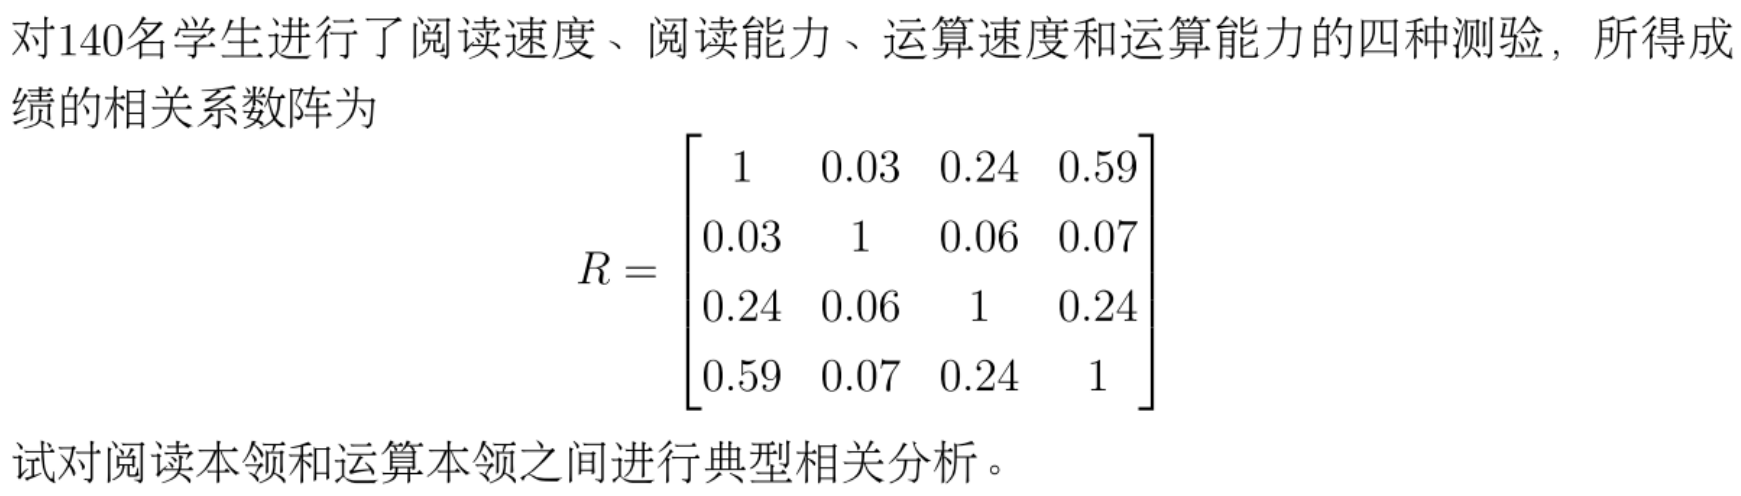 对140名学生进行了阅读速度、阅读能力、运算速度和运算能力的四种测验，所得成
绩的相关系数阵为
1 0.03 0.24 0.59
0.03 1 0.06 0.07
R =
0.24 0.06 1 0.24
0.59 0.07 0.24 1
试对阅读本领和运算本领之间进行典型相关分析。